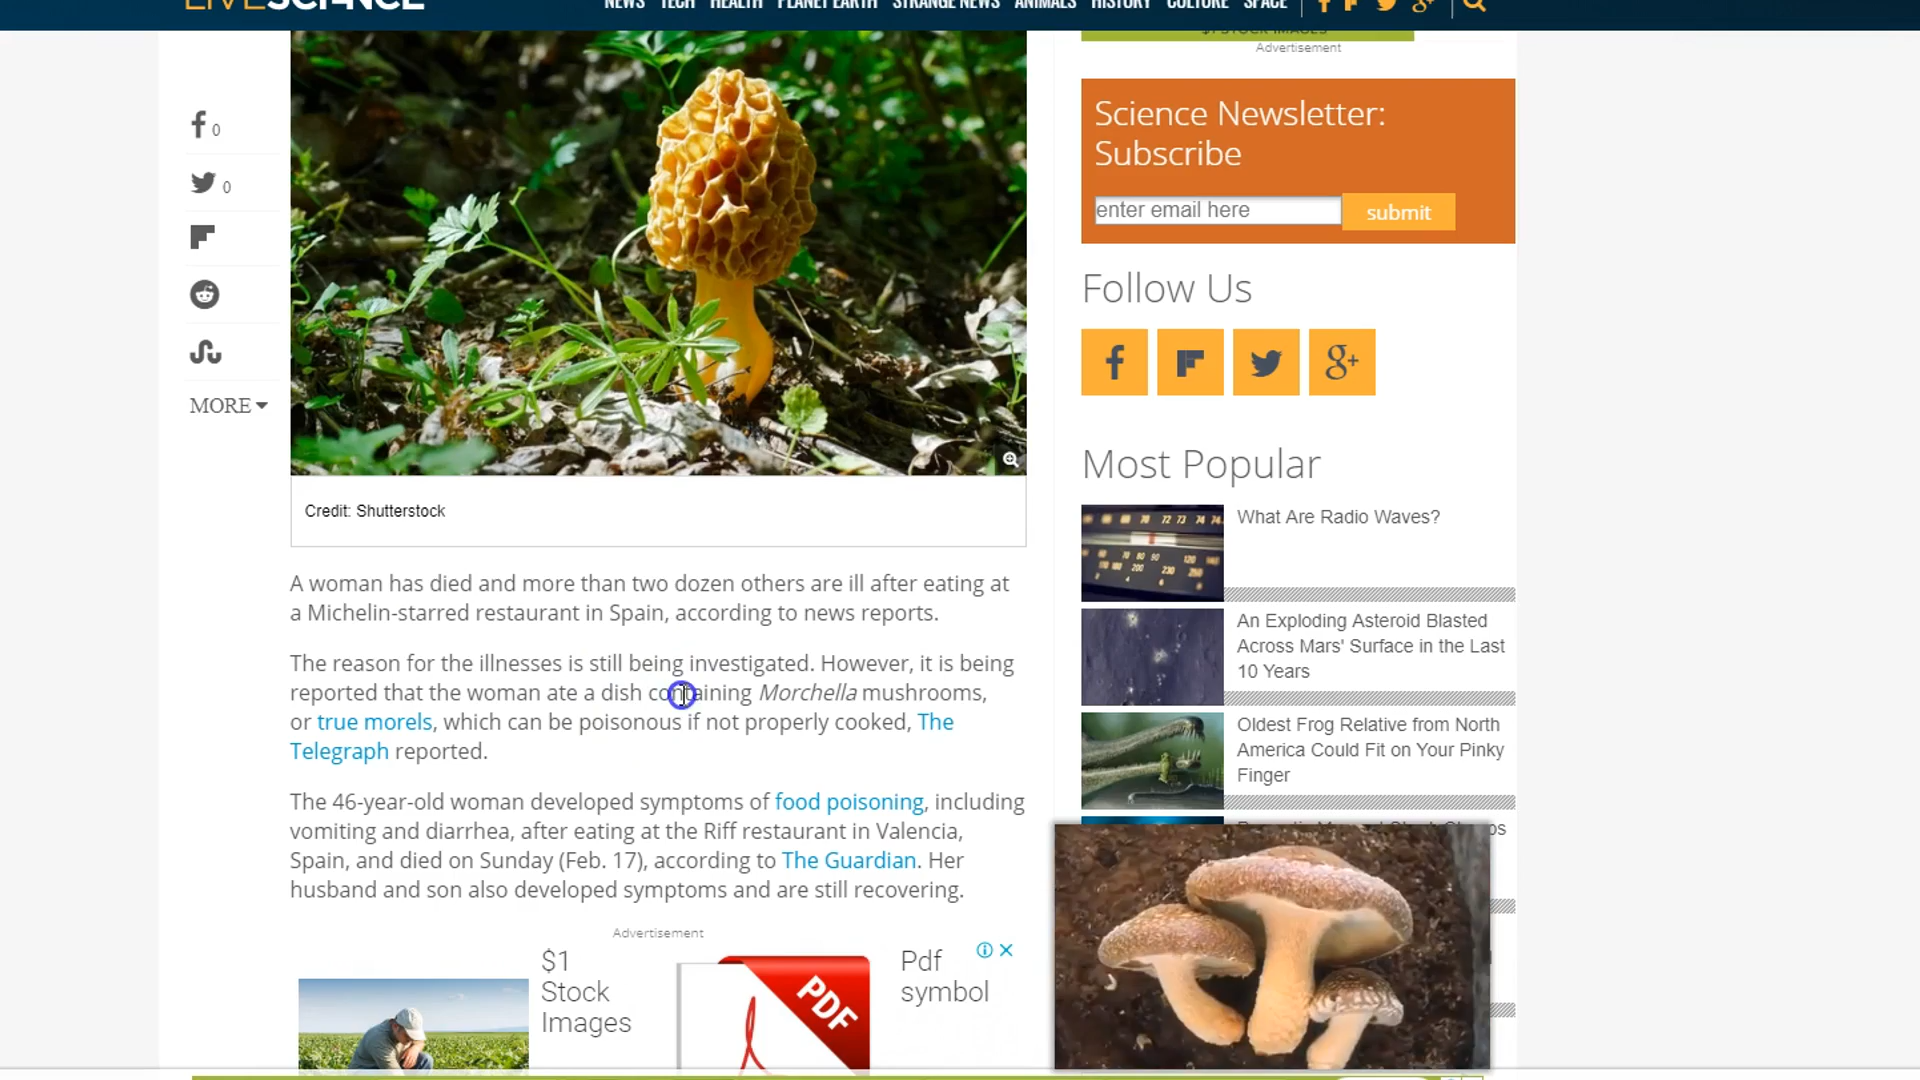 LIVESCIENCE
NEWS TECH HEALTH PLANET EARTH STRANGE NEWS ANIMALS HISTORY CULTURE SPACE
0
0
MORE
Credit: Shutterstock
A woman has died and more than two dozen others are ill after eating at
a Michelin-starred restaurant in Spain, according to news reports.
The reason for the illnesses is still being investigated. However, it is being
reported that the woman ate a dish containing Morchella mushrooms,
or true morels, which can be poisonous if not properly cooked, The
Telegraph reported.
The 46-year-old woman developed symptoms of food poisoning, including
vomiting and diarrhea, after eating at the Riff restaurant in Valencia,
Spain, and died on Sunday (Feb. 17), according to The Guardian. Her
husband and son also developed symptoms and are still recovering.
Advertisement
$1
Stock
Images
PDF
Pdf
symbol
$1 STOCK IMAGES
Advertisement
Science Newsletter:
Subscribe
enter email here
submit
Follow Us
g+
Most Popular
What Are Radio Waves?
An Exploding Asteroid Blasted
Across Mars' Surface in the Last
10 Years
Oldest Frog Relative from North
America Could Fit on Your Pinky
Finger